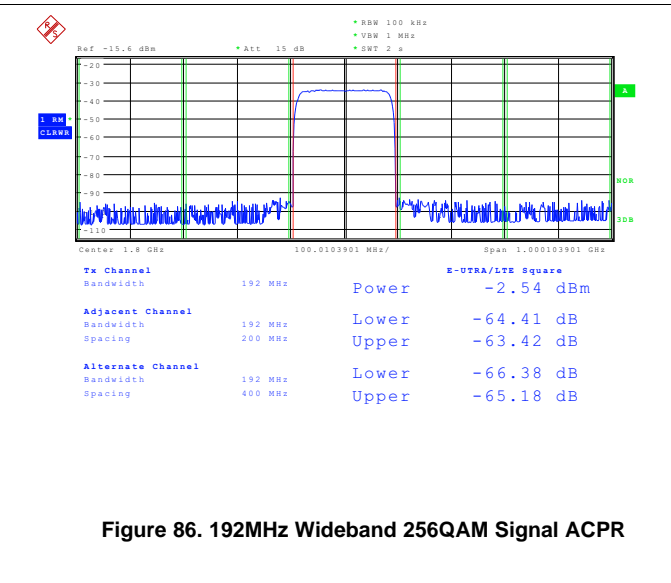 * RBW 100 kHz
* VBW 1 MHz
Ref -15.6 dBm * Att 15 dB * SWT 2 s
R S
-20
-30
-40
A
1 RM *
CLRWR
-50
-60
-70
-80
-90
NOR
3DB
-110
Center 1.8 GHz 100.0103901 MHz/ Span 1.000103901 GHz
Tx Channel E-UTRA/LTE Square
Bandwidth 192 MHz Power -2.54 dBm
Adjacent Channel
Bandwidth 192 MHz Lower -64.41 dB
Spacing 200 MHz Upper -63.42 dB
Alternate Channel
Bandwidth 192 MHz Lower -66.38 dB
Spacing 400 MHz Upper -65.18 dB
Figure 86. 192MHz Wideband 256QAM Signal ACPR